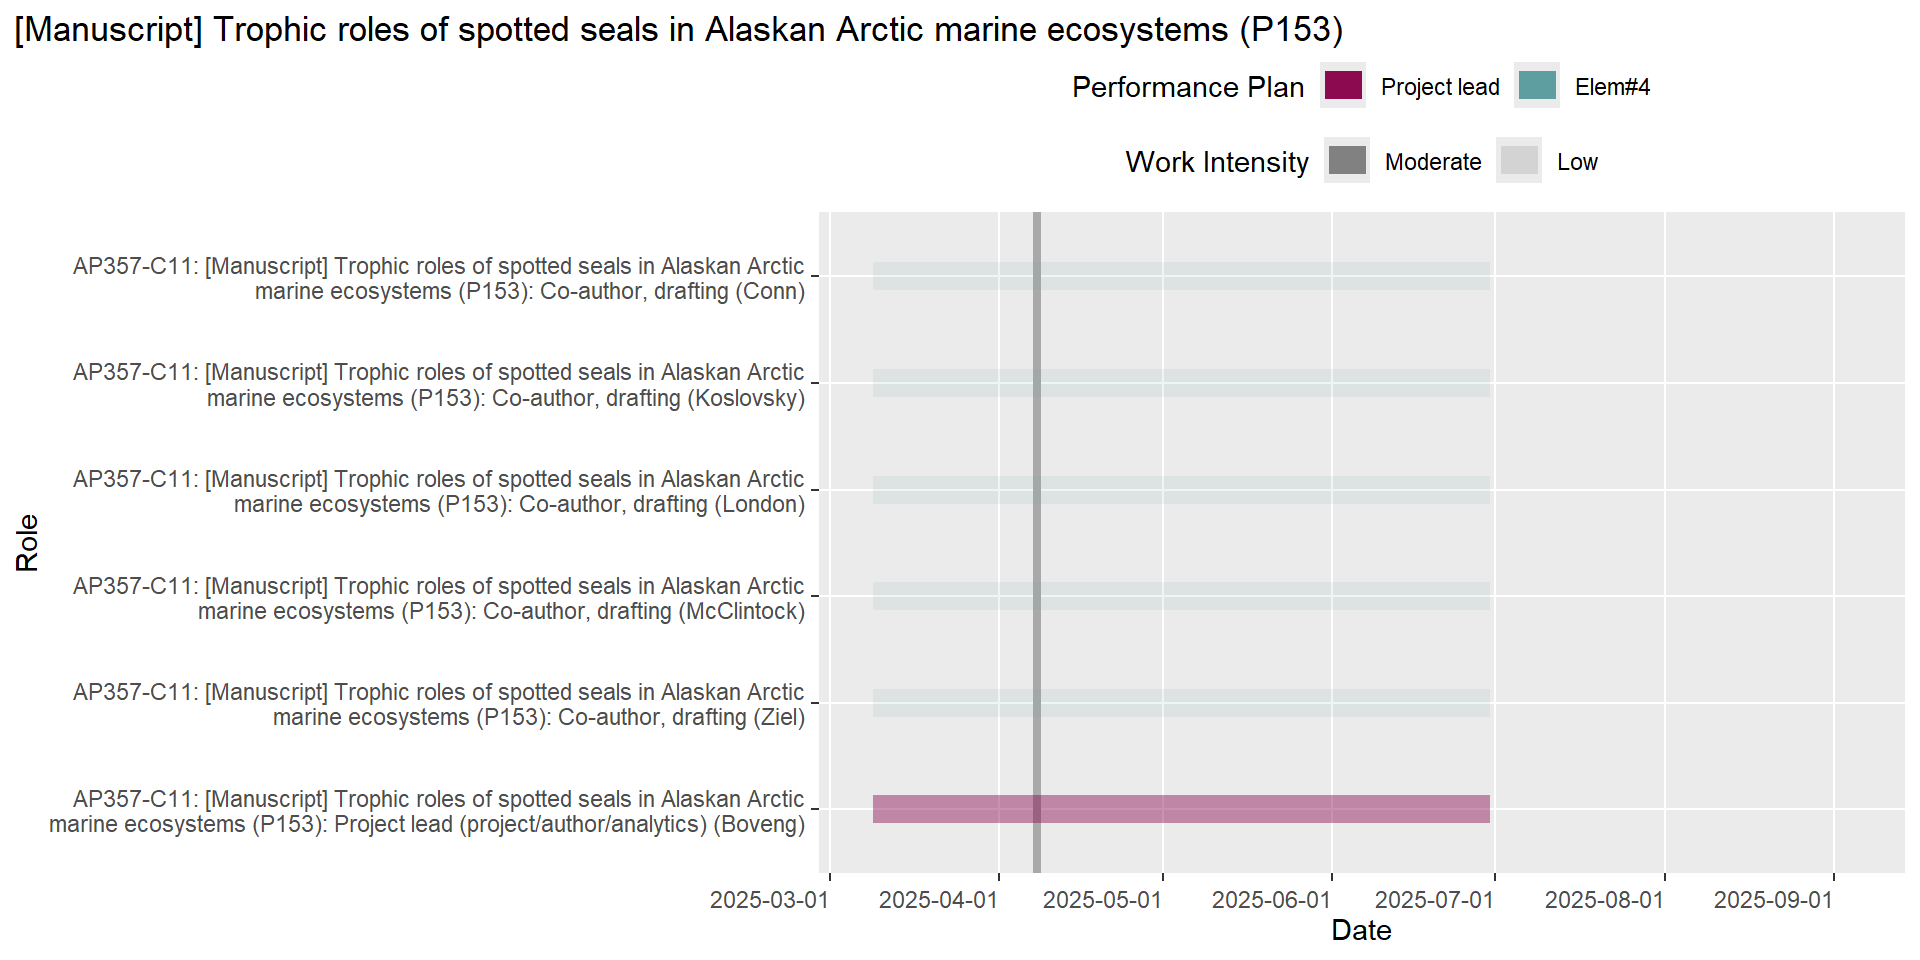 [Manuscript] Trophic roles of spotted seals in Alaskan Arctic marine ecosystems (P153)
Performance Plan Project lead Elem#4
Work Intensity Moderate Low
AP357-C11: [Manuscript] Trophic roles of spotted seals in Alaskan Arctic
marine ecosystems (P153): Co-author, drafting (Conn)
AP357-C11: [Manuscript] Trophic roles of spotted seals in Alaskan Arctic
marine ecosystems (P153): Co-author, drafting (Koslovsky)
AP357-C11: [Manuscript] Trophic roles of spotted seals in Alaskan Arctic
marine ecosystems (P153): Co-author, drafting (London)
AP357-C11: [Manuscript] Trophic roles of spotted seals in Alaskan Arctic
marine ecosystems (P153): Co-author, drafting (McClintock)
AP357-C11: [Manuscript] Trophic roles of spotted seals in Alaskan Arctic
marine ecosystems (P153): Co-author, drafting (Ziel)
AP357-C11: [Manuscript] Trophic roles of spotted seals in Alaskan Arctic
marine ecosystems (P153): Project lead (project/author/analytics) (Boveng)
Role
2025-03-01 2025-04-01 2025-05-01 2025-06-01 2025-07-01 2025-08-01 2025-09-01
Date